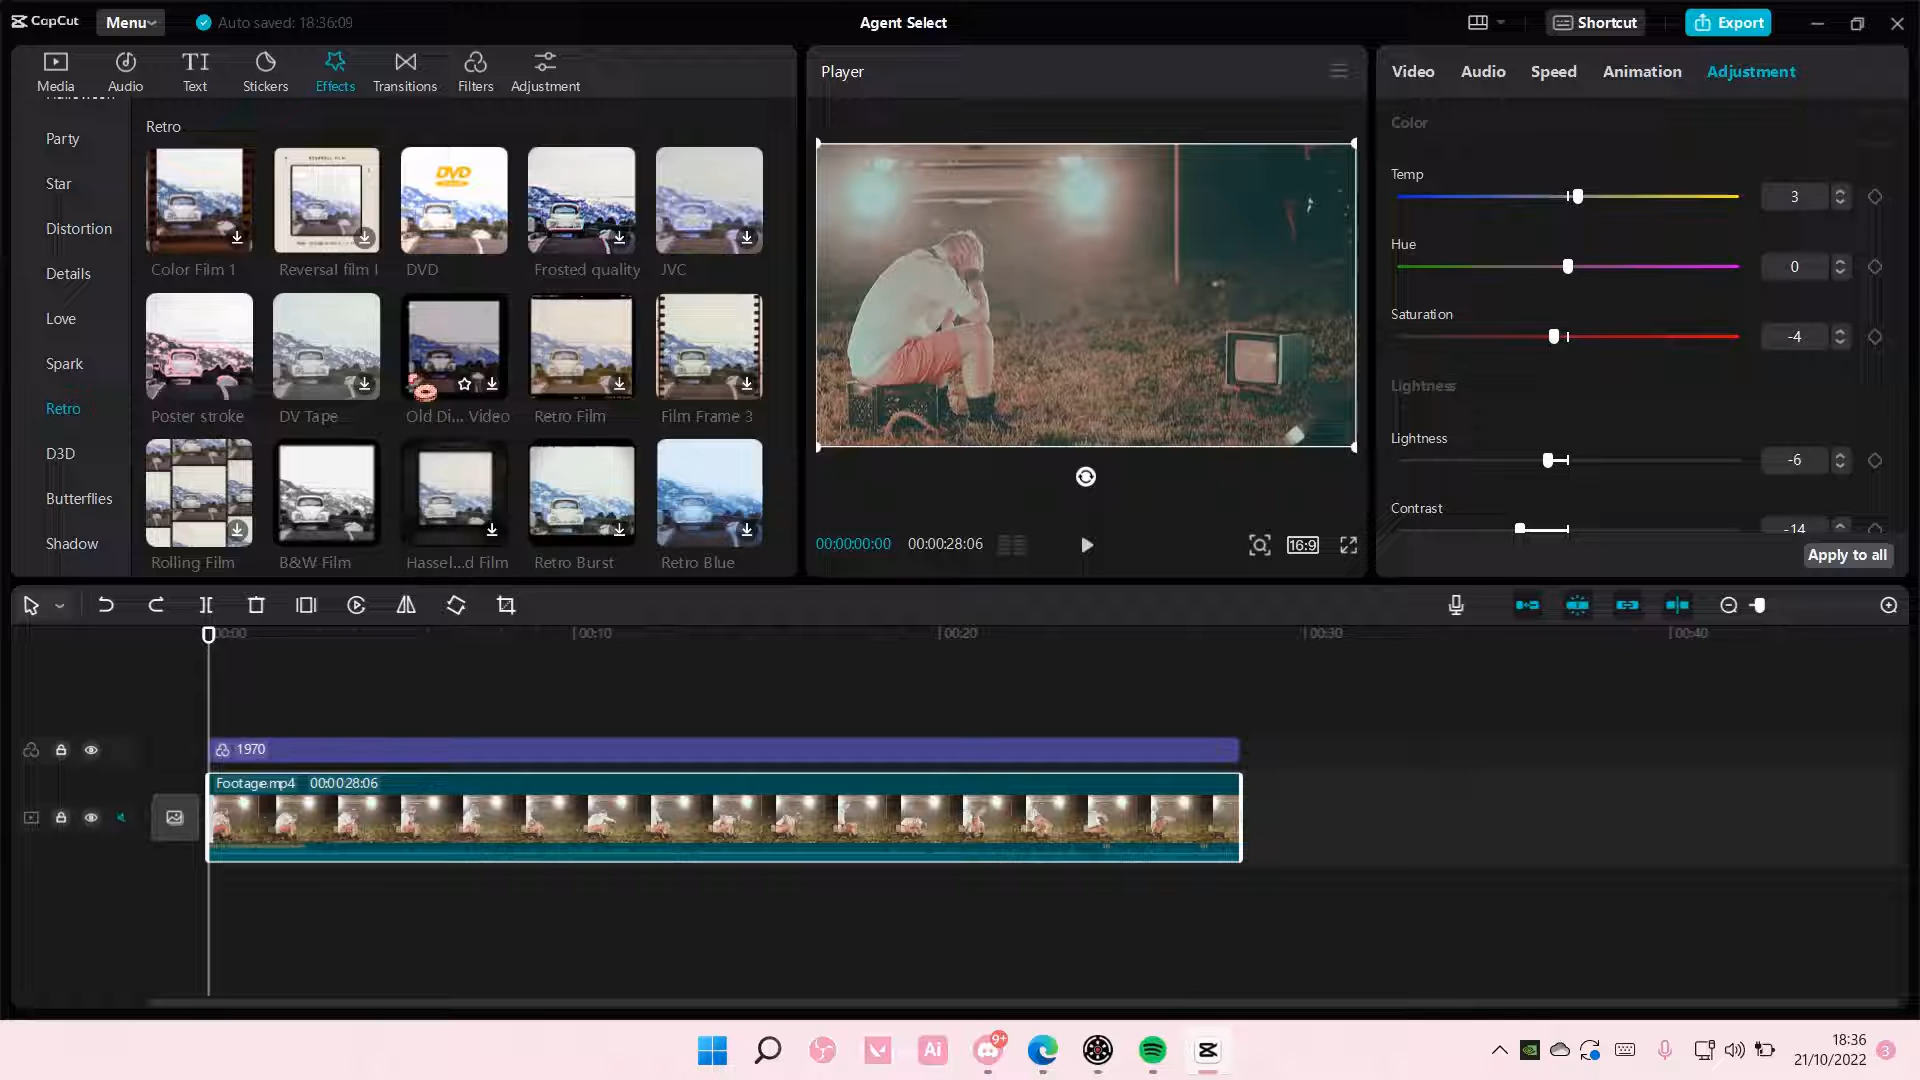 CapCut
Menu
Auto saved: 18:36:09
Agent Select
Shortcut
Export
Media
Audio
Text
Stickers
Effects
Transitions
Filters
Adjustment
Party
Star
Distortion
Details
Love
Spark
Retro
D3D
Butterflies
Shadow
Retro
DVD
Color Film 1
Reversal film I
DVD
Frosted quality
JVC
Poster stroke
DV Tape
Old Di... Video
Retro Film
Film Frame 3
Rolling Film
B&W Film
Hassel...d Film
Retro Burst
Retro Blue
Player
00:00:00:00
00:00:28:06
16:9
Video
Audio
Speed
Animation
Adjustment
Color
Temp
3
Hue
0
Saturation
-4
Lightness
Lightness
-6
Contrast
-14
Apply to all
00:00
00:10
00:20
00:30
00:40
1970
Footage.mp4 00:00:28:06
Ai
9+
18:36
21/10/2022
3